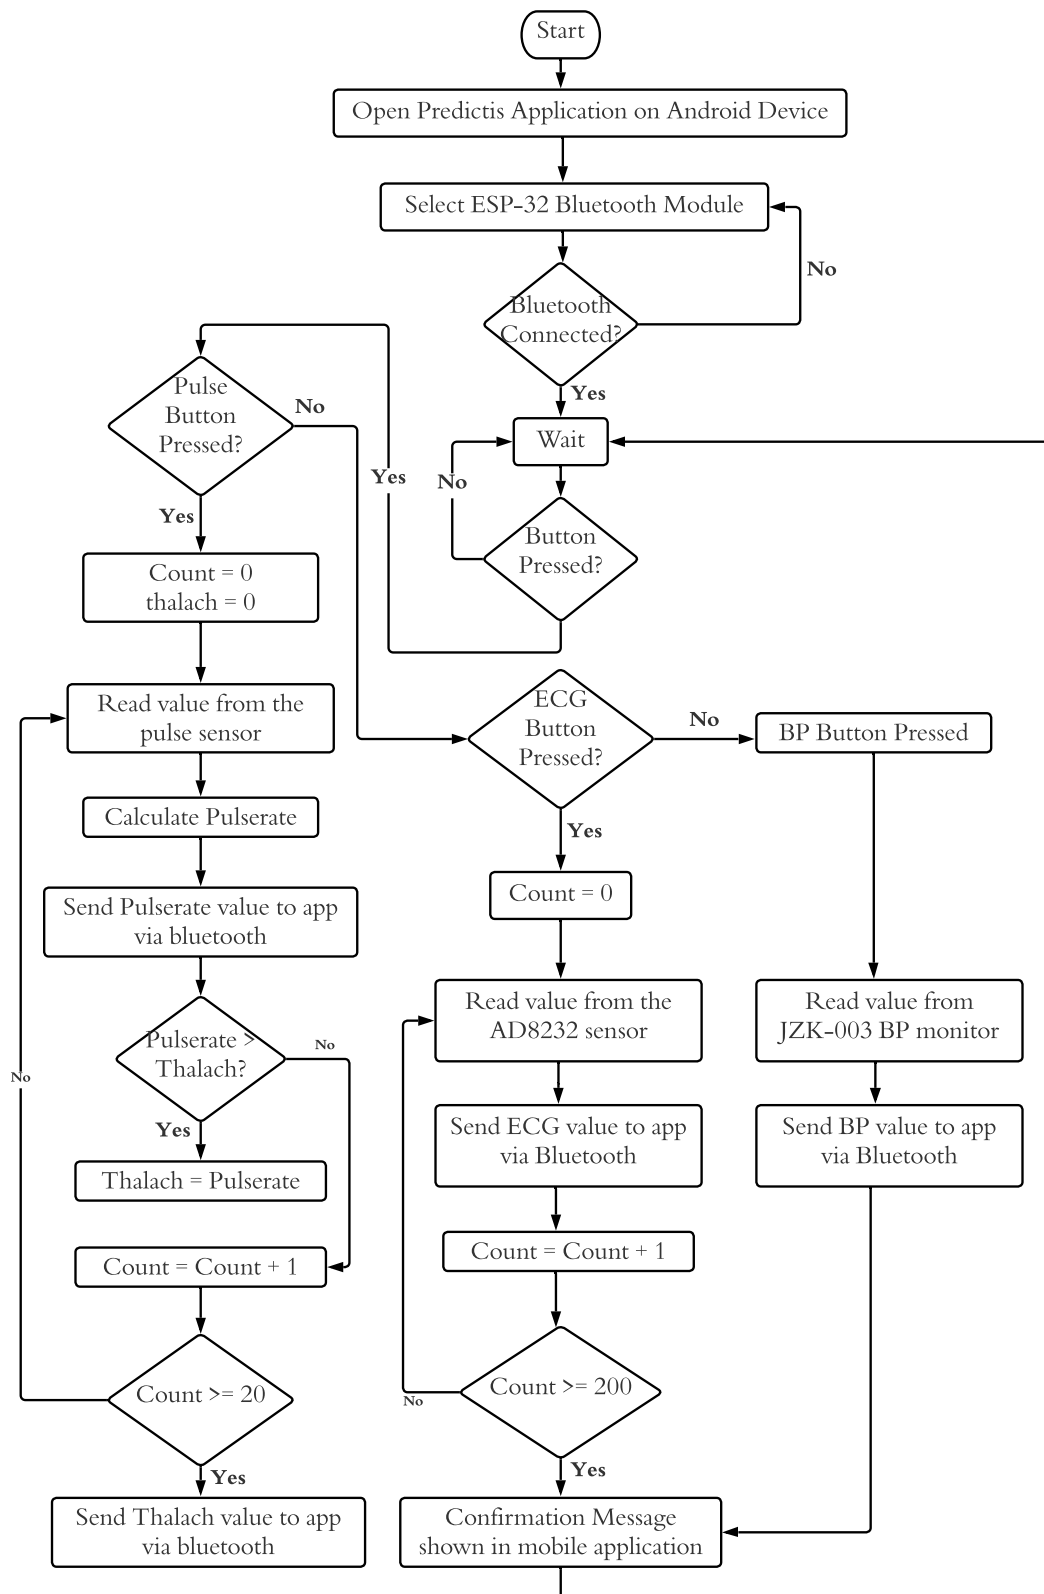 Start
Open Predictis Application on Android Device
Select ESP-32 Bluetooth Module
No
Bluetooth
Connected?
Yes
Wait
No
Button
Pressed?
Yes
Pulse
Button
Pressed?
No
Yes
Count = 0
thalach = 0
Read value from the
pulse sensor
Calculate Pulserate
Send Pulserate value to app
via bluetooth
Pulserate >
Thalach?
No
Yes
Thalach = Pulserate
Count = Count + 1
Count >= 20
No
Yes
Send Thalach value to app
via bluetooth
ECG
Button
Pressed?
No
Yes
Count = 0
Read value from the
AD8232 sensor
Send ECG value to app
via Bluetooth
Count = Count + 1
Count >= 200
No
Yes
Confirmation Message
shown in mobile application
BP Button Pressed
Read value from
JZK-003 BP monitor
Send BP value to app
via Bluetooth